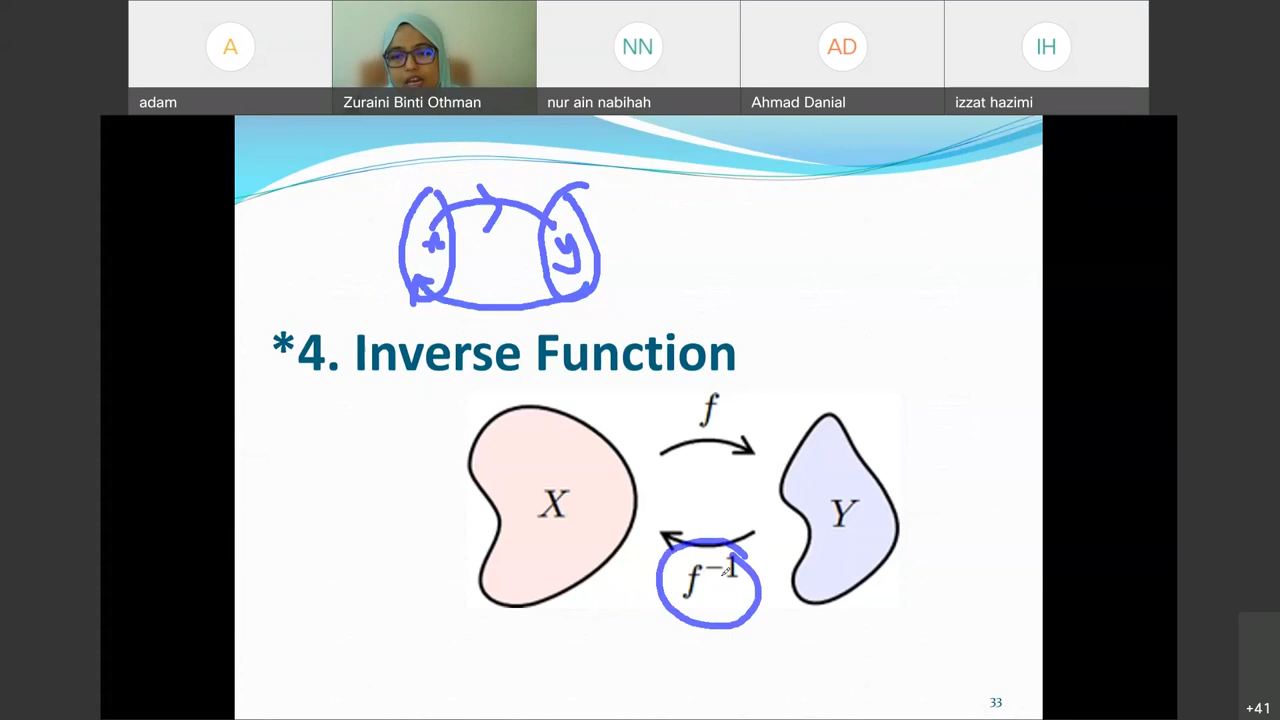 A
NN
AD
IH
adam
Zuraini Binti Othman
nur ain nabihah
Ahmad Danial
izzat hazimi
x
y
*4. Inverse Function
f
X
Y
f⁻¹
33
+41